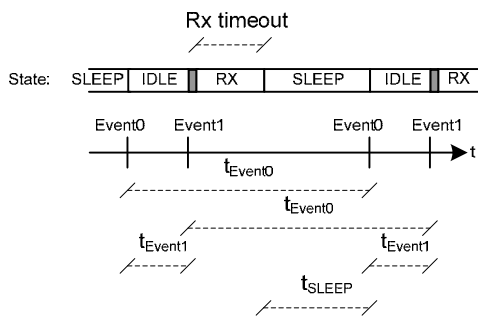 Rx timeout
State: SLEEP IDLE RX SLEEP IDLE RX
Event0 Event1 Event0 Event1
t
tEvent0
tEvent0
tEvent1 tEvent1
tSLEEP